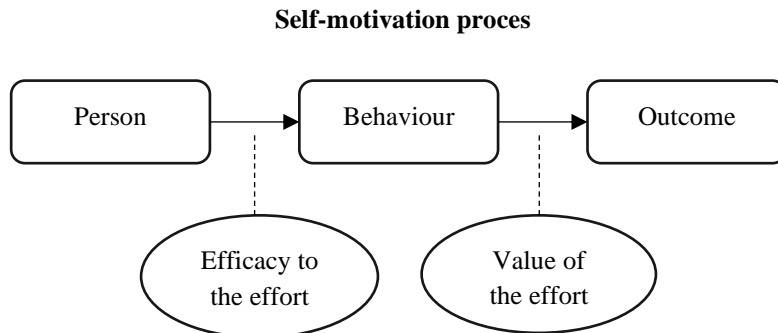 Self-motivation proces
Person
Behaviour
Outcome
Efficacy to
the effort
Value of
the effort